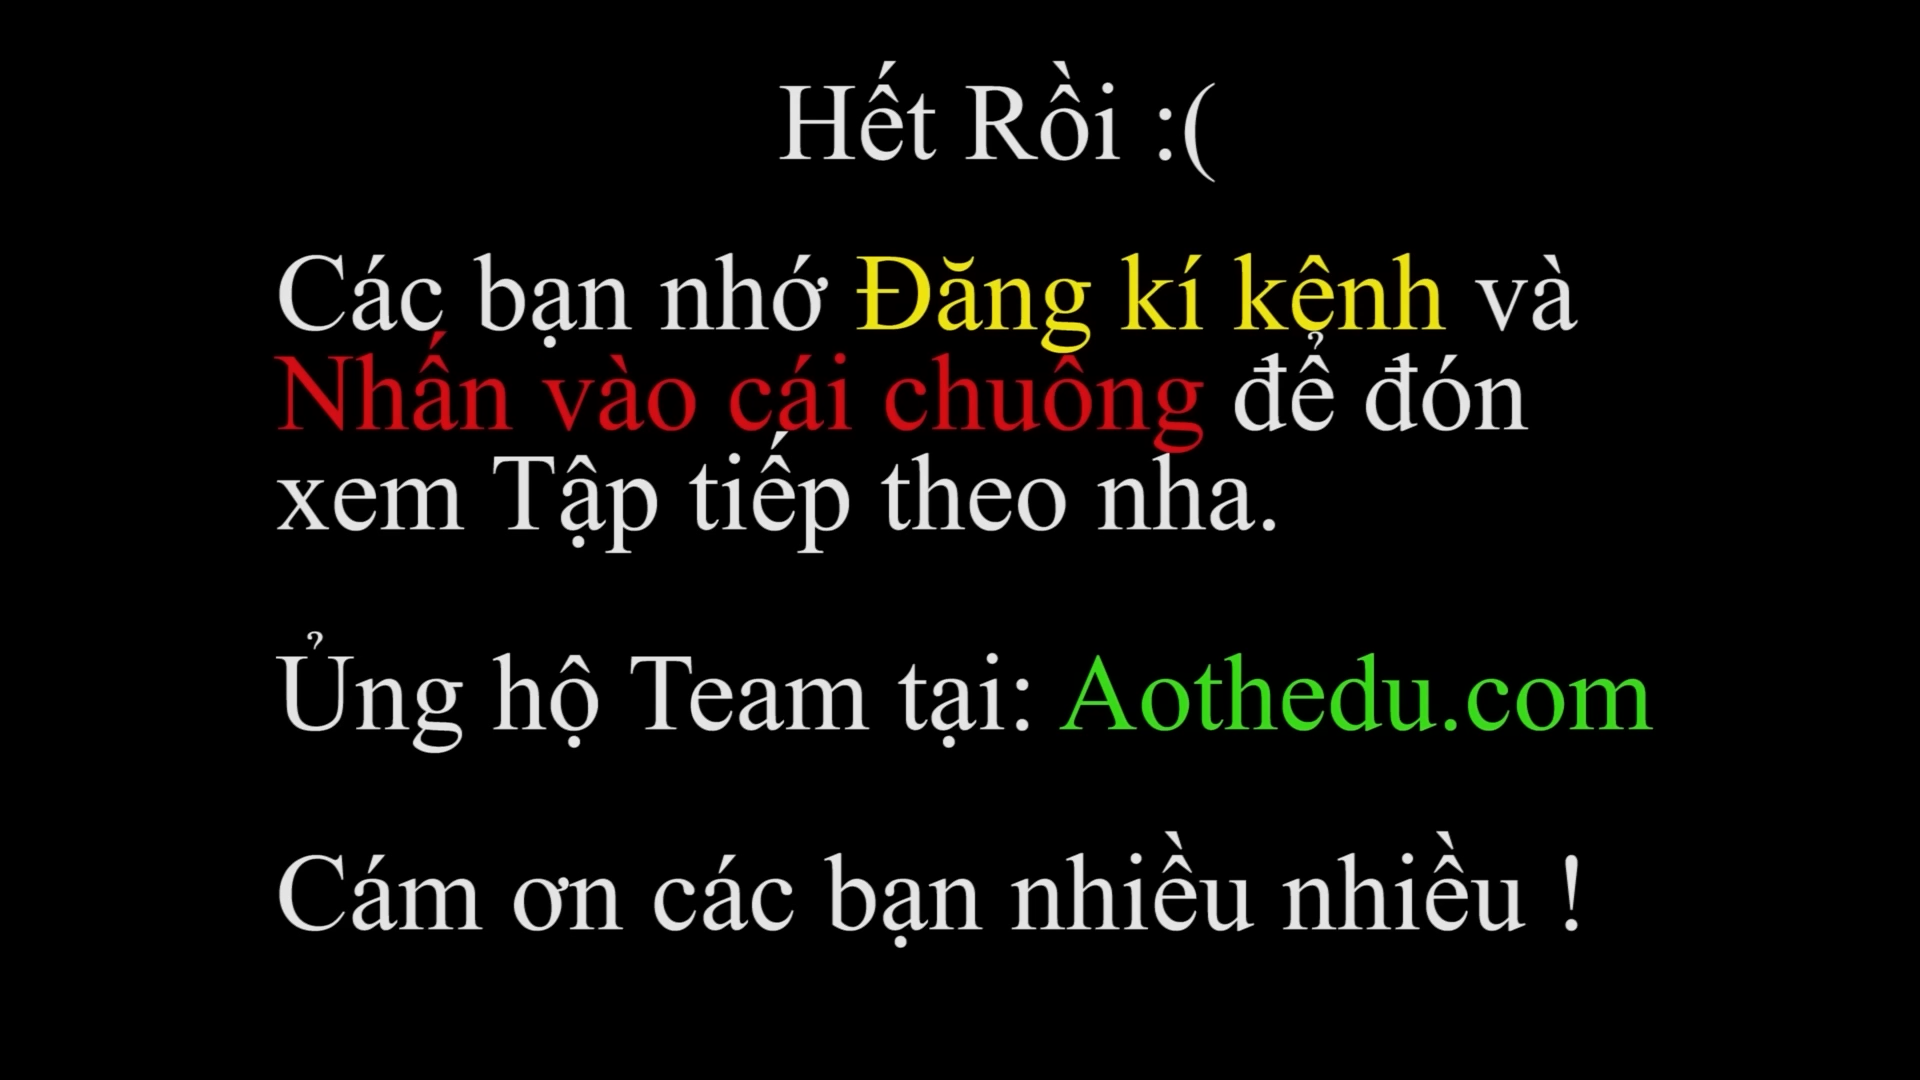 Hết Rồi :(
Các bạn nhớ Đăng kí kênh và
Nhấn vào cái chuông để đón
xem Tập tiếp theo nha.
Ủng hộ Team tại: Aothedu.com
Cám ơn các bạn nhiều nhiều !